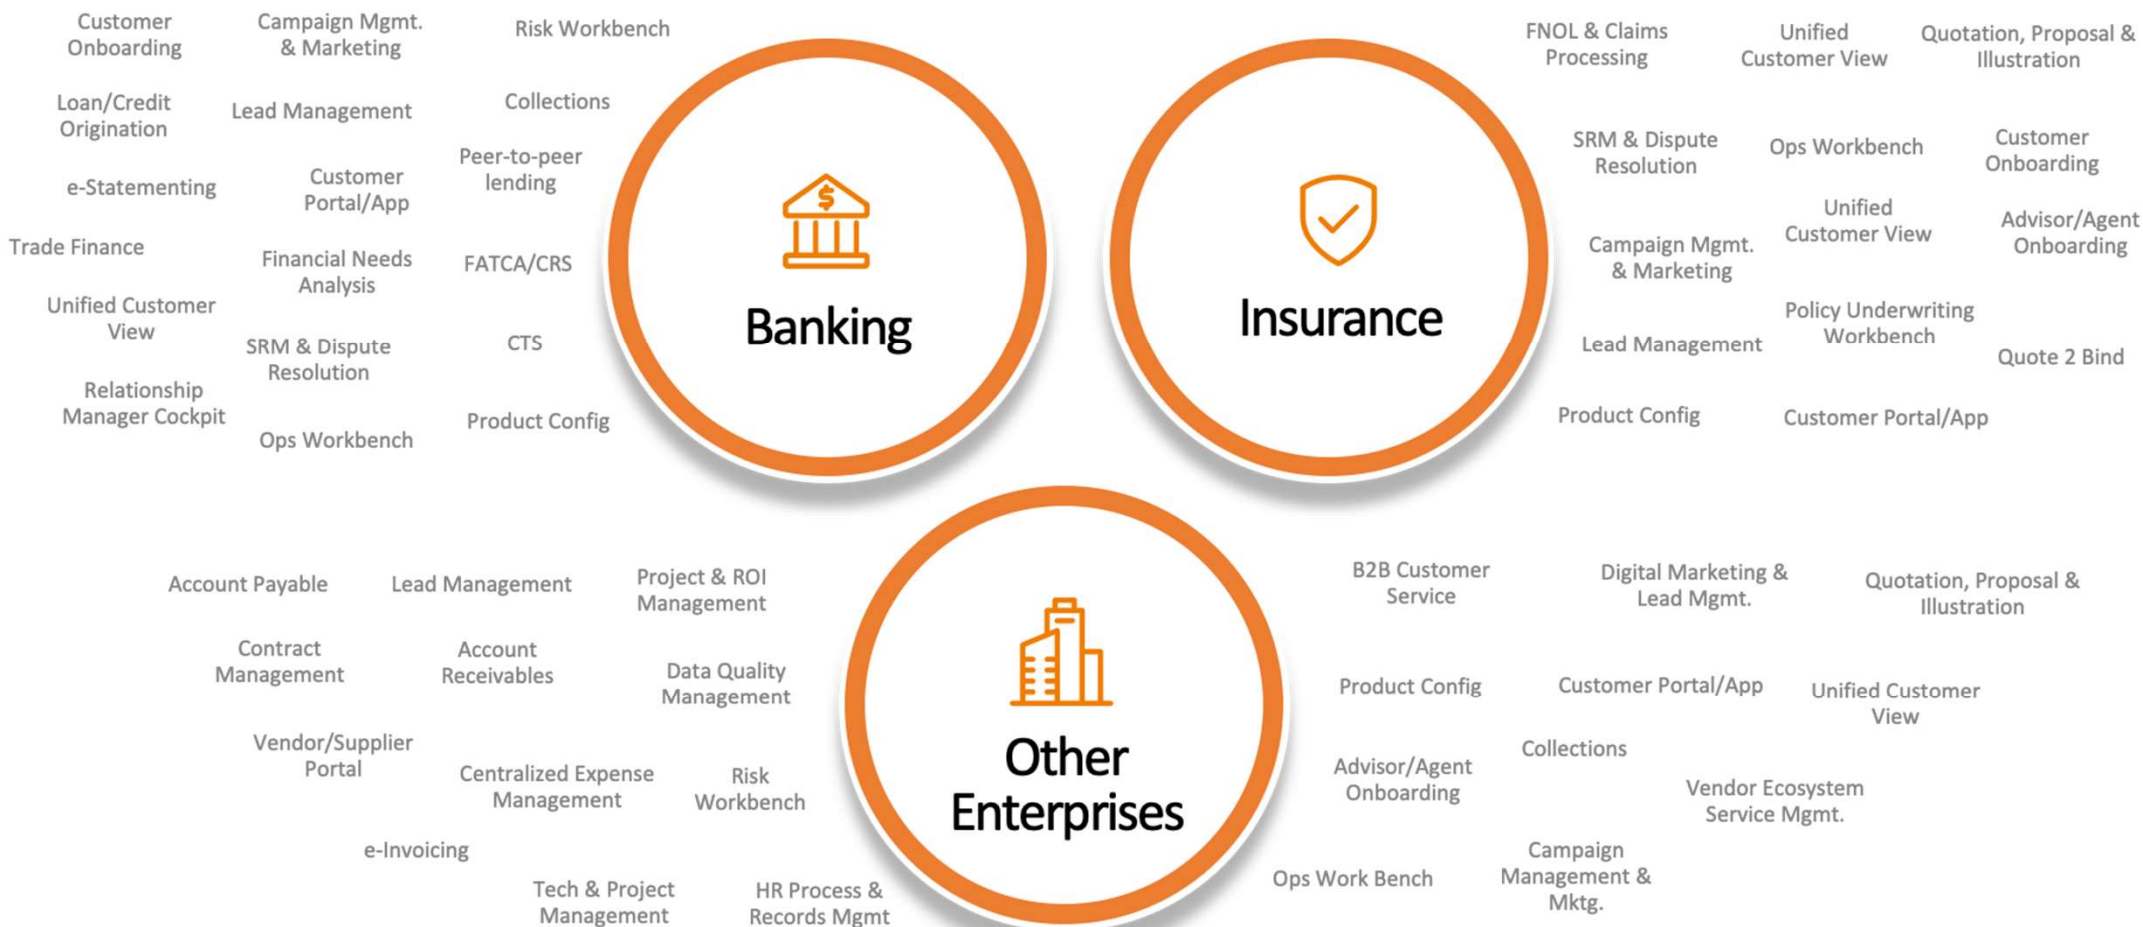 Customer
Onboarding
Campaign Mgmt.
& Marketing
Risk Workbench
Loan/Credit
Origination
Lead Management
Collections
e-Statementing
Customer
Portal/App
Peer-to-peer
lending
Trade Finance
Financial Needs
Analysis
FATCA/CRS
Unified Customer
View
SRM & Dispute
Resolution
CTS
Relationship
Manager Cockpit
Ops Workbench
Product Config
Banking
Insurance
FNOL & Claims
Processing
Unified
Customer View
Quotation, Proposal &
Illustration
SRM & Dispute
Resolution
Ops Workbench
Customer
Onboarding
Campaign Mgmt.
& Marketing
Unified
Customer View
Advisor/Agent
Onboarding
Lead Management
Policy Underwriting
Workbench
Quote 2 Bind
Product Config
Customer Portal/App
Account Payable
Lead Management
Project & ROI
Management
Contract
Management
Account
Receivables
Data Quality
Management
Vendor/Supplier
Portal
Centralized Expense
Management
Risk
Workbench
e-Invoicing
Tech & Project
Management
HR Process &
Records Mgmt
Other
Enterprises
B2B Customer
Service
Digital Marketing &
Lead Mgmt.
Quotation, Proposal &
Illustration
Product Config
Customer Portal/App
Unified Customer
View
Advisor/Agent
Onboarding
Collections
Vendor Ecosystem
Service Mgmt.
Ops Work Bench
Campaign
Management &
Mktg.